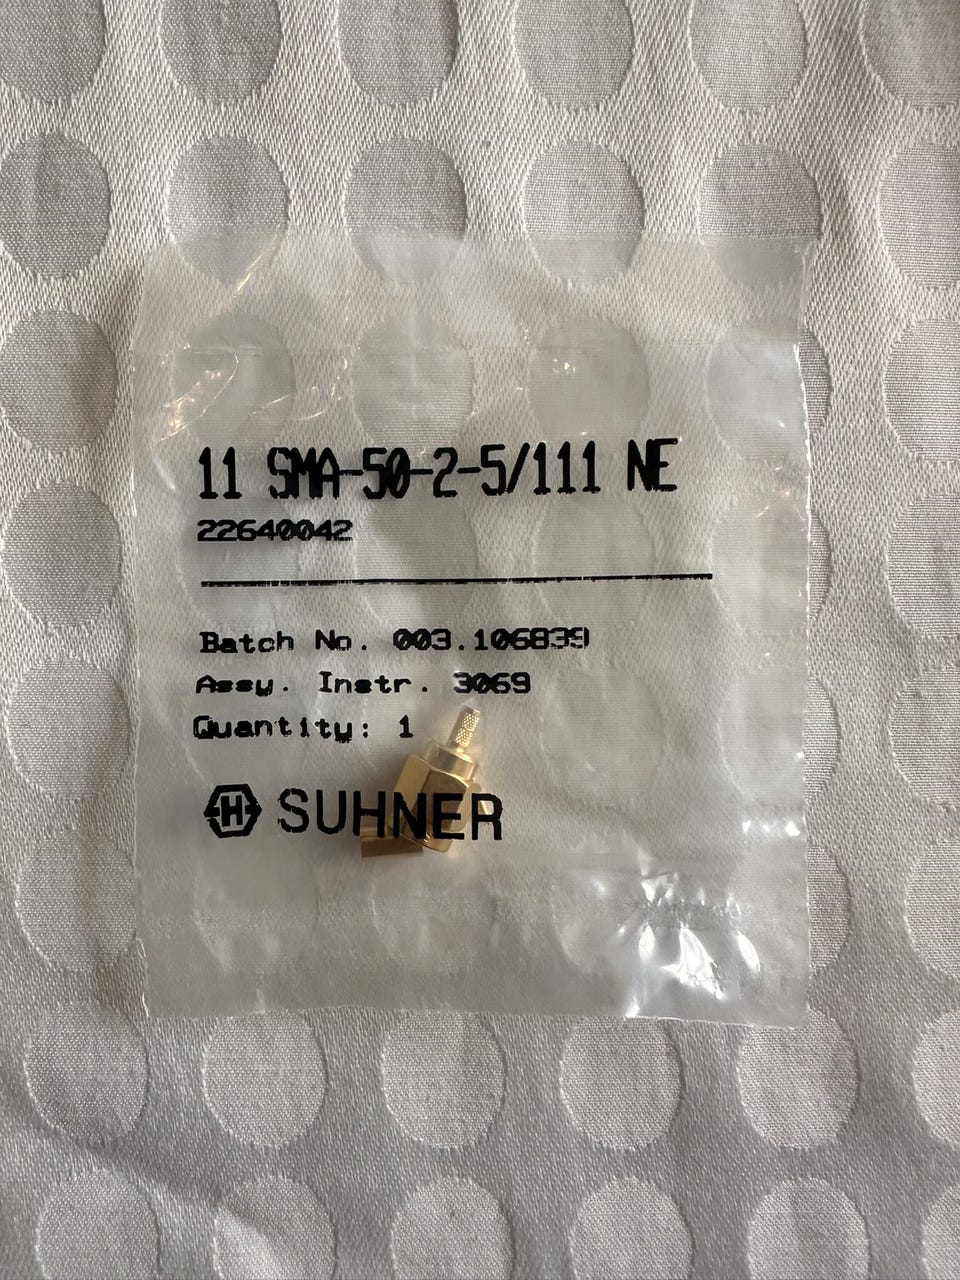 11 SMA-50-2-5/111 NE
22640042
Batch No. 003.106839
Assy. Instr. 3069
Quantity: 1
H SUHNER